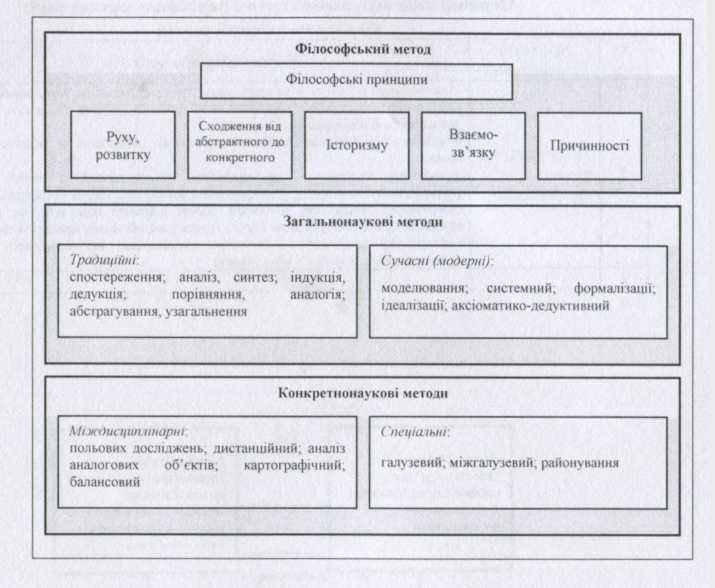 Філософський метод
Філософські принципи
Руху,
розвитку
Сходження від
абстрактного до
конкретного
Історизму
Взаємо-
зв’язку
Причинності
Загальнонаукові методи
Традиційні:
спостереження; аналіз, синтез; індукція,
дедукція; порівняння, аналогія;
абстрагування, узагальнення
Сучасні (модерні):
моделювання; системний; формалізації;
ідеалізації; аксіоматико-дедуктивний
Конкретнонаукові методи
Міждисциплінарні:
польових досліджень; дистанційний; аналіз
аналогових об’єктів; картографічний;
балансовий
Спеціальні:
галузевий; міжгалузевий; районування